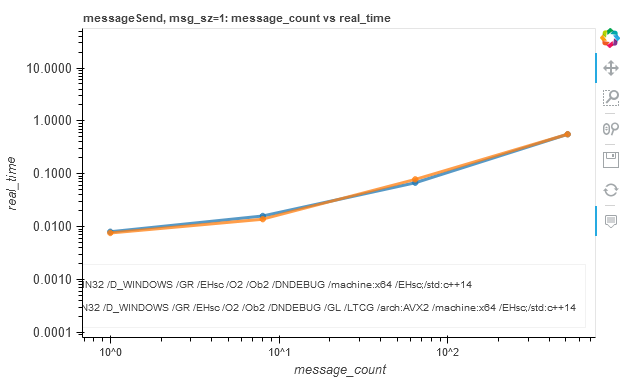 messageSend, msg_sz=1: message_count vs real_time
10.0000
1.0000
0.1000
0.0100
0.0010
0.0001
real_time
IN32 /D_WINDOWS /GR /EHsc /O2 /Ob2 /DNDEBUG /machine:x64 /EHsc;/std:c++14
IN32 /D_WINDOWS /GR /EHsc /O2 /Ob2 /DNDEBUG /GL /LTCG /arch:AVX2 /machine:x64 /EHsc;/std:c++14
10^0
10^1
10^2
message_count